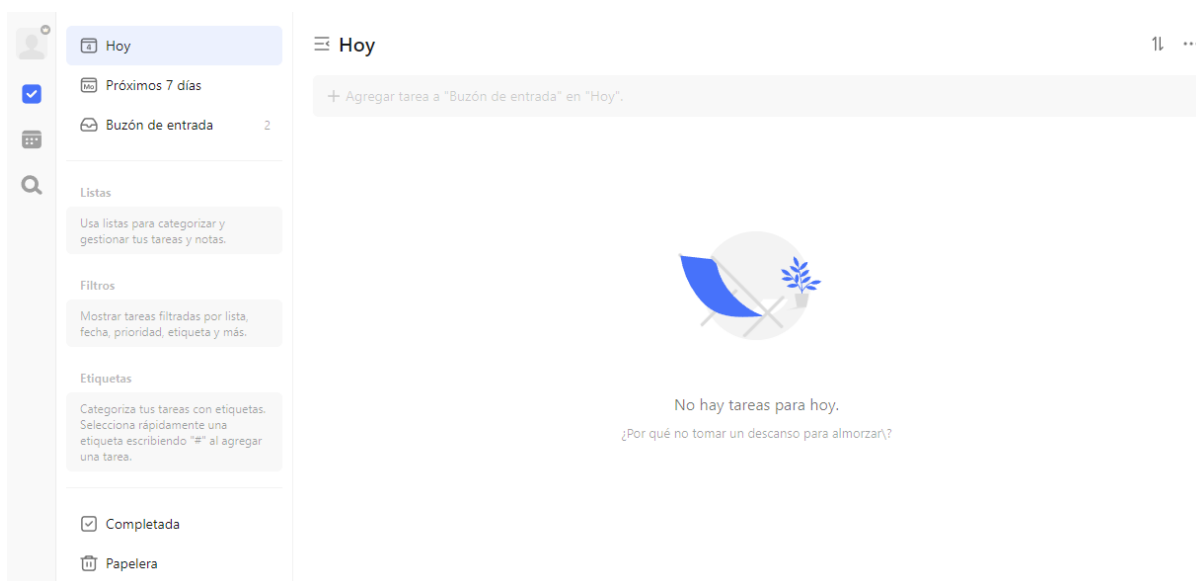 4 Hoy
Mo Próximos 7 días
Buzón de entrada 2
Listas
Usa listas para categorizar y
gestionar tus tareas y notas.
Filtros
Mostrar tareas filtradas por lista,
fecha, prioridad, etiqueta y más.
Etiquetas
Categoriza tus tareas con etiquetas.
Selecciona rápidamente una
etiqueta escribiendo "#" al agregar
una tarea.
Completada
Papelera
Hoy
+ Agregar tarea a "Buzón de entrada" en "Hoy".
No hay tareas para hoy.
¿Por qué no tomar un descanso para almorzar\?